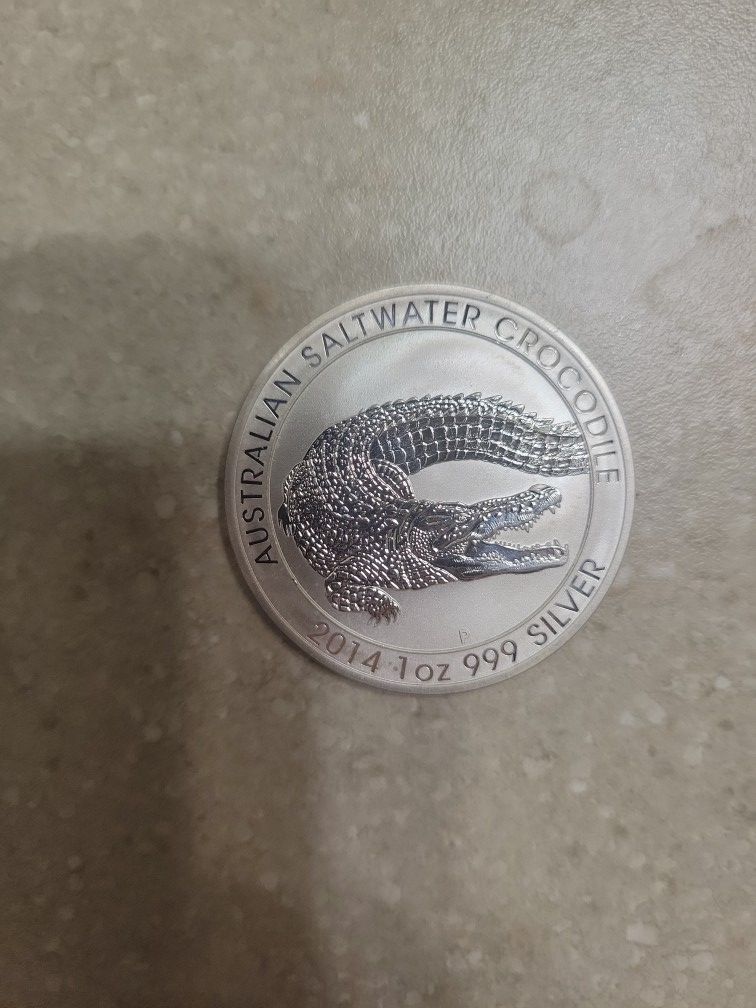 AUSTRALIAN SALTWATER CROCODILE
P
2014 1oz 999 SILVER